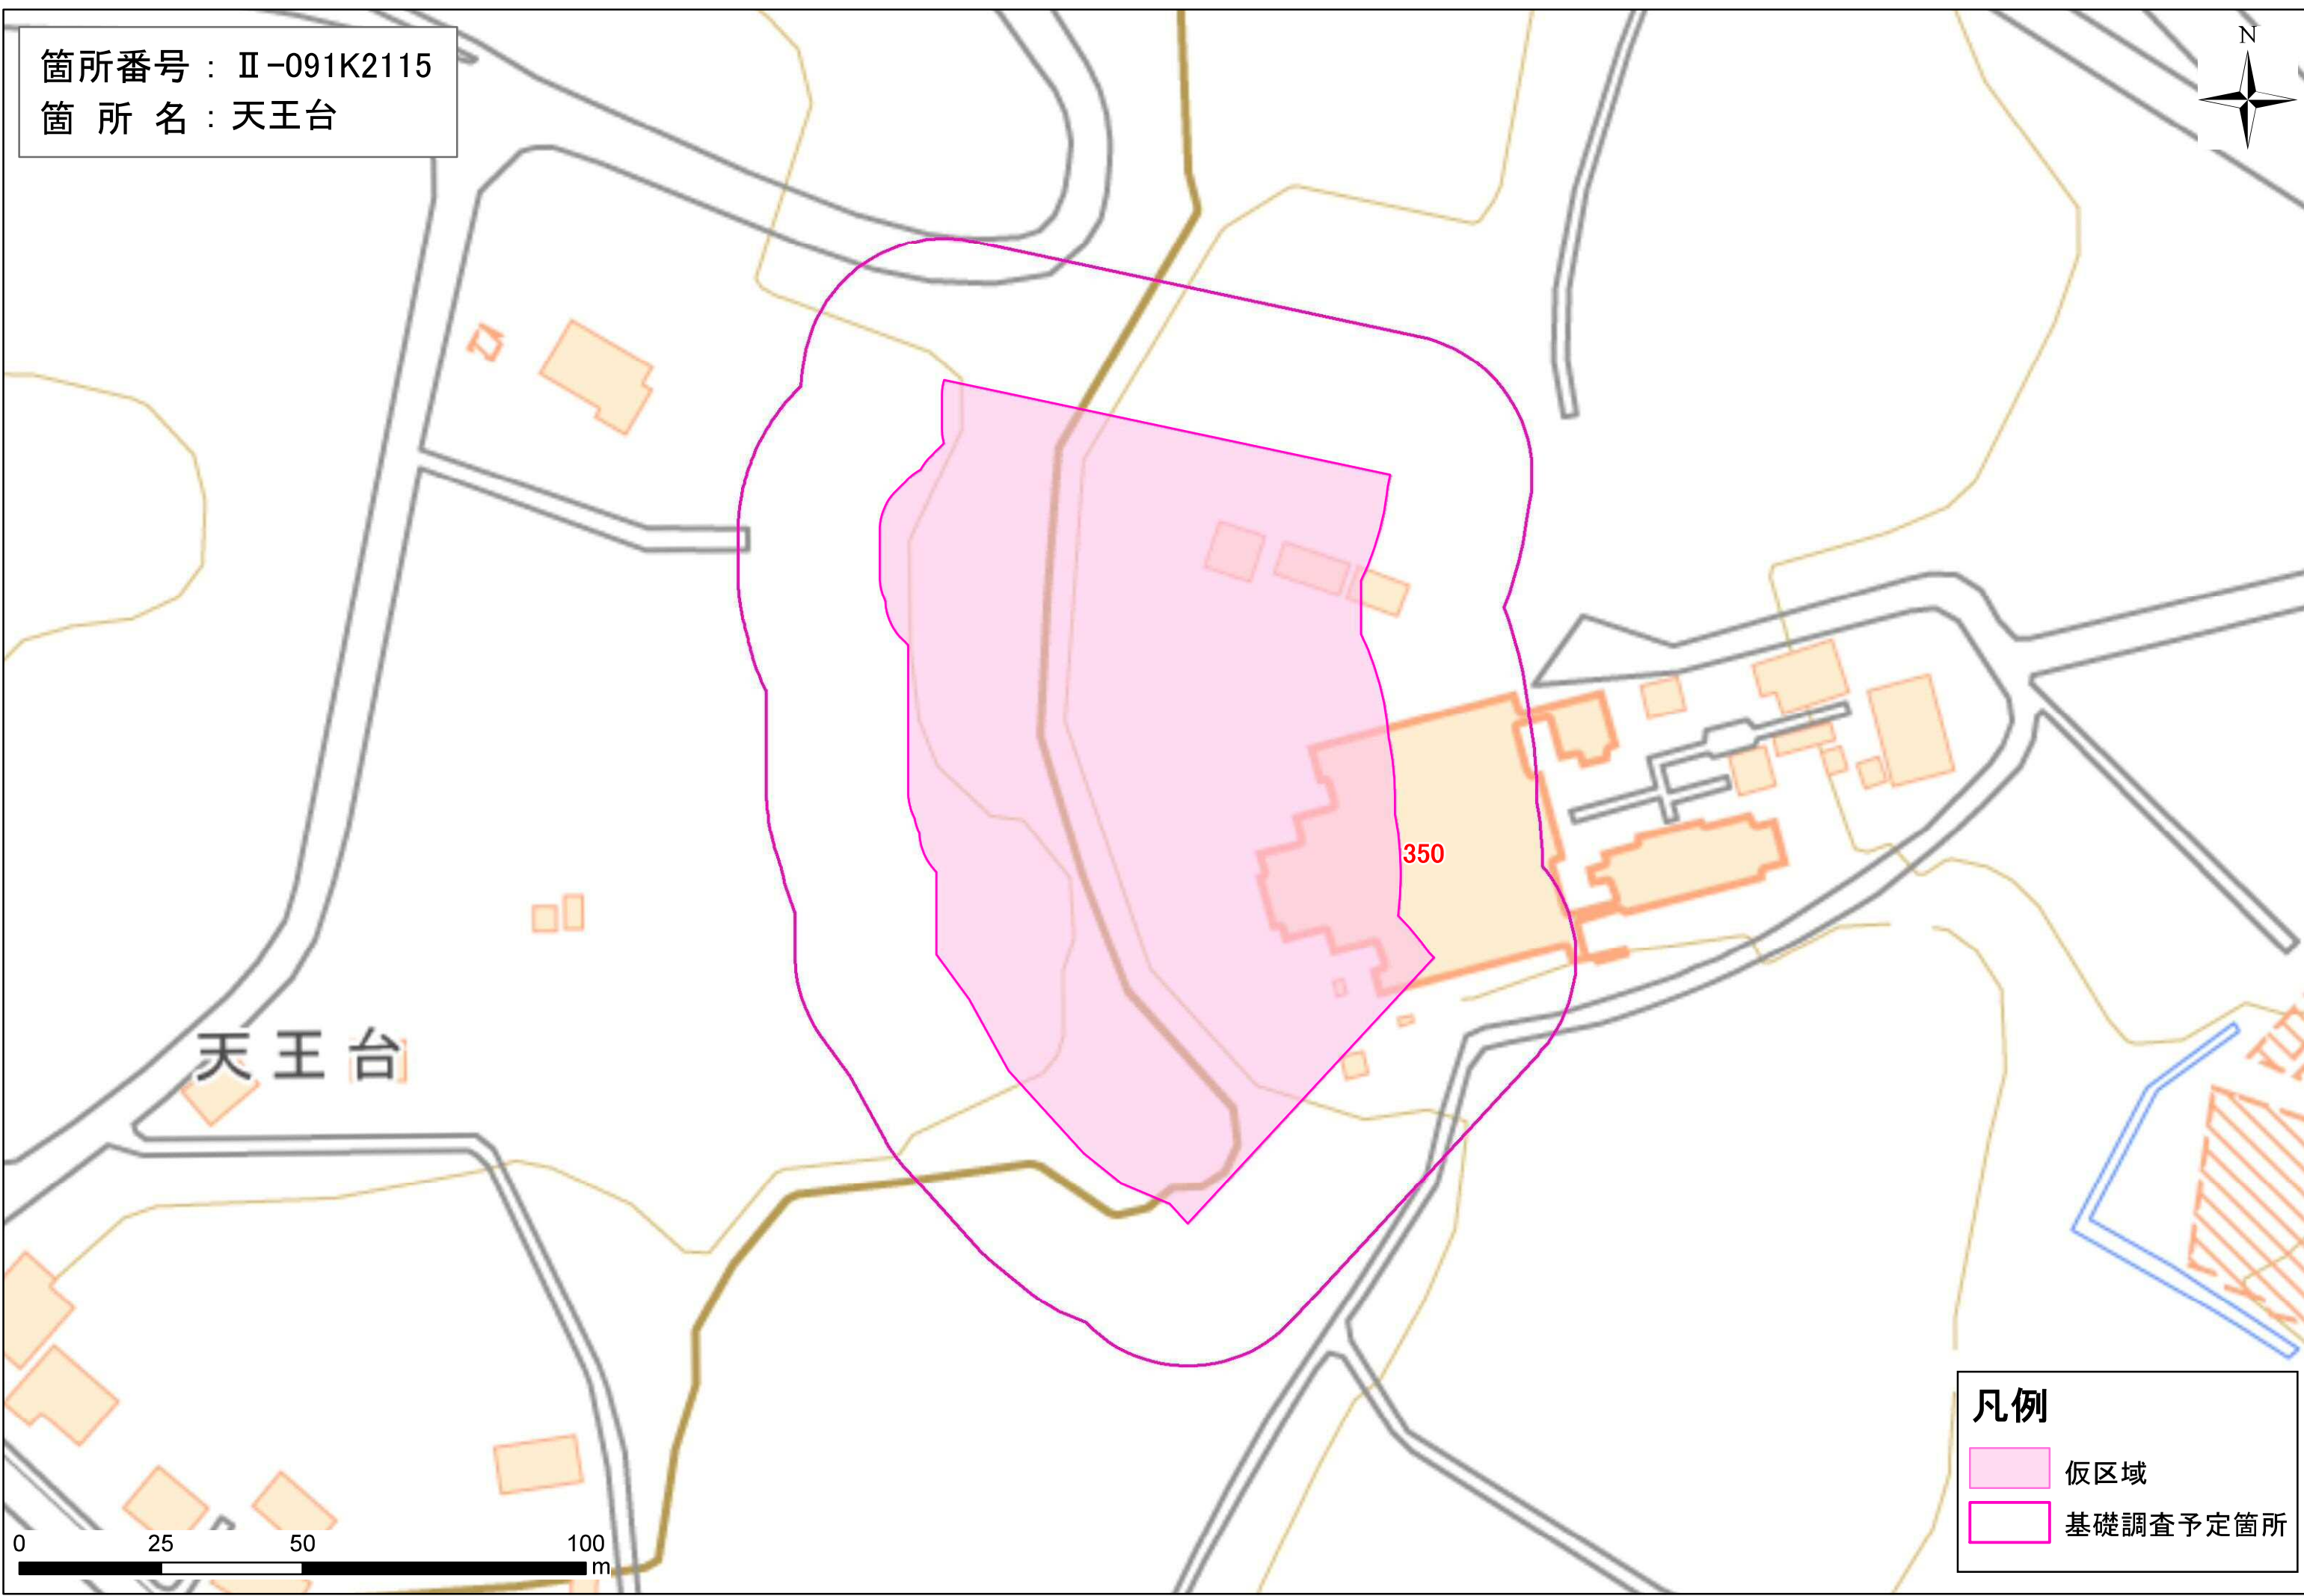 箇所番号：Ⅱ-091K2115
箇 所 名：天王台
N
350
天王台
凡例
仮区域
基礎調査予定箇所
0 25 50 100
m